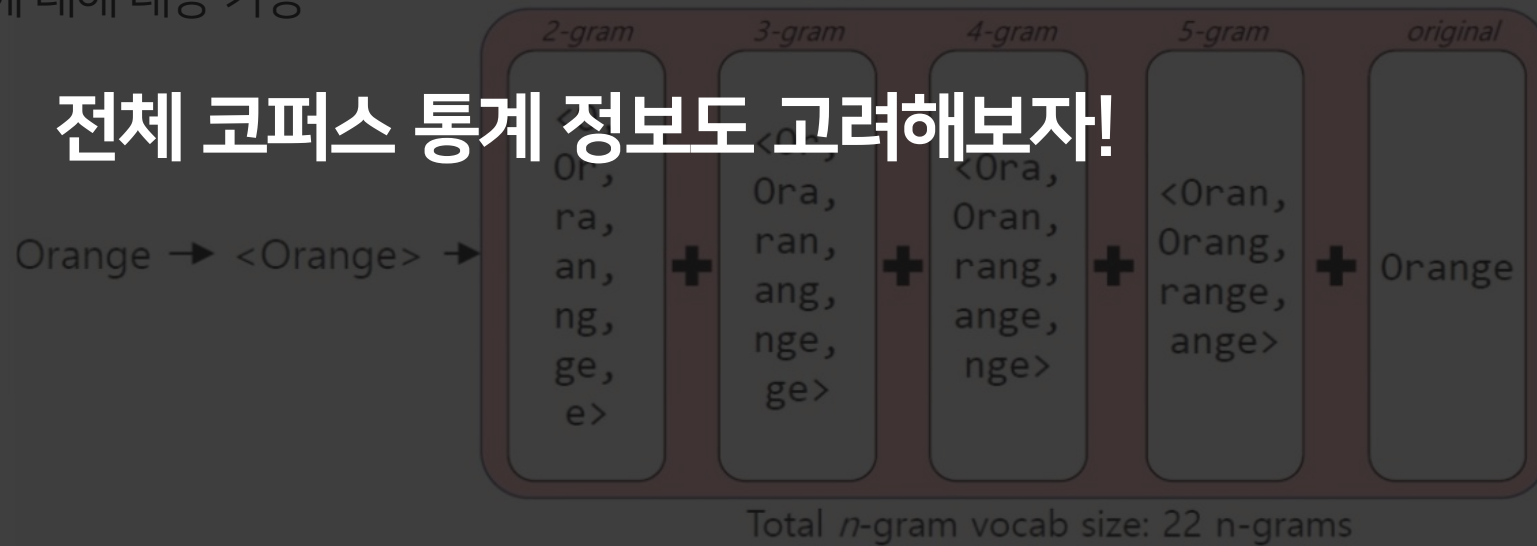 전체 코퍼스 통계 정보도 고려해보자!
2-gram
3-gram
4-gram
5-gram
original
Orange → <Orange> →
Or,
ra,
an,
ng,
ge,
e>
<Or,
Ora,
ran,
ang,
nge,
ge>
<Ora,
Oran,
rang,
ange,
nge>
<Oran,
Orang,
range,
ange>
Orange
Total n-gram vocab size: 22 n-grams